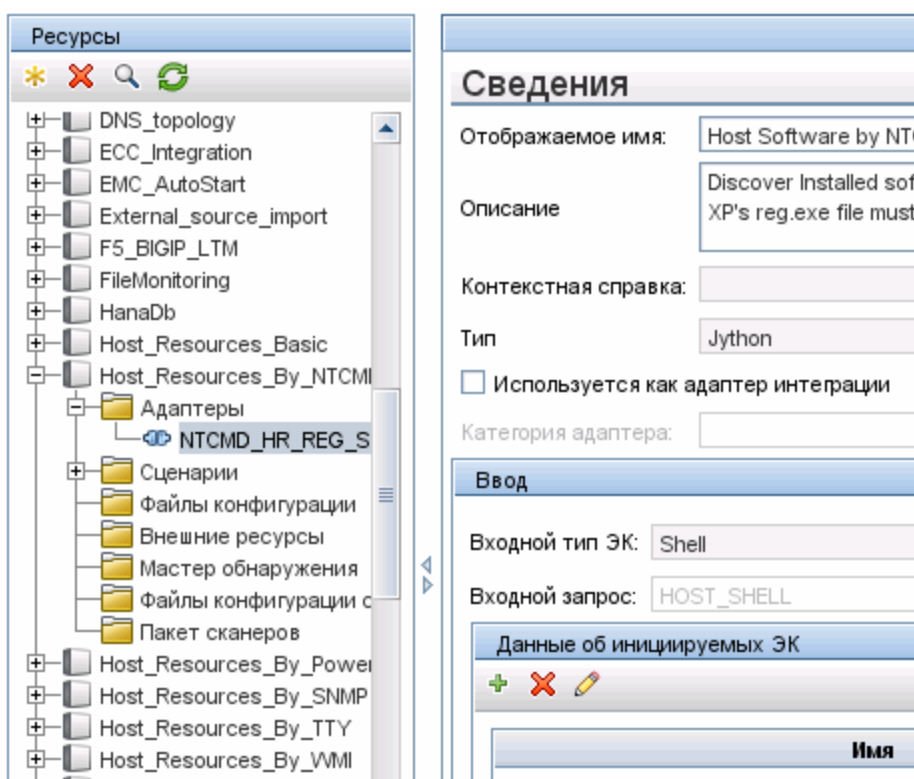 Ресурсы
DNS_topology
ECC_Integration
EMC_AutoStart
External_source_import
F5_BIGIP_LTM
FileMonitoring
HanaDb
Host_Resources_Basic
Host_Resources_By_NTCM
Адаптеры
NTCMD_HR_REG_S
Сценарии
Файлы конфигурации
Внешние ресурсы
Мастер обнаружения
Файлы конфигурации с
Пакет сканеров
Host_Resources_By_Power
Host_Resources_By_SNMP
Host_Resources_By_TTY
Host_Resources_By_WMI
Сведения
Отображаемое имя: Host Software by NTC
Описание
Discover Installed sof
XP's reg.exe file must
Контекстная справка:
Тип Jython
Используется как адаптер интеграции
Категория адаптера:
Ввод
Входной тип ЭК: Shell
Входной запрос: HOST_SHELL
Данные об инициируемых ЭК
Имя